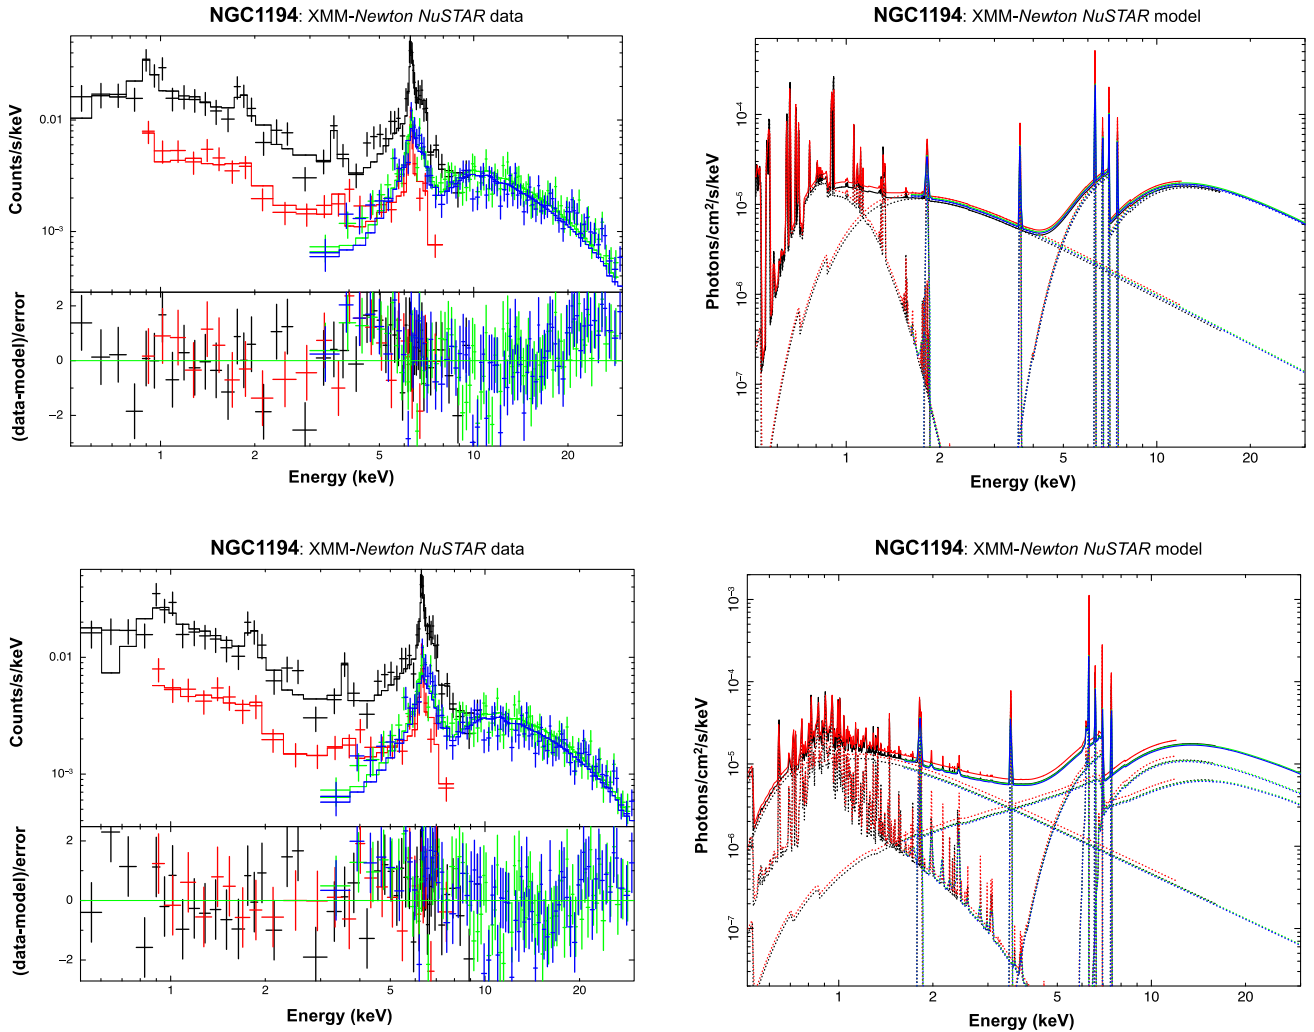 NGC1194: XMM-Newton NuSTAR data
Counts/s/keV
0.01
10⁻³
(data-model)/error
2
0
−2
1
2
5
10
20
Energy (keV)
NGC1194: XMM-Newton NuSTAR model
Photons/cm²/s/keV
10⁻⁴
10⁻⁵
10⁻⁶
10⁻⁷
1
2
5
10
20
Energy (keV)
NGC1194: XMM-Newton NuSTAR data
Counts/s/keV
0.01
10⁻³
(data-model)/error
2
0
−2
1
2
5
10
20
Energy (keV)
NGC1194: XMM-Newton NuSTAR model
Photons/cm²/s/keV
10⁻³
10⁻⁴
10⁻⁵
10⁻⁶
10⁻⁷
1
2
5
10
20
Energy (keV)